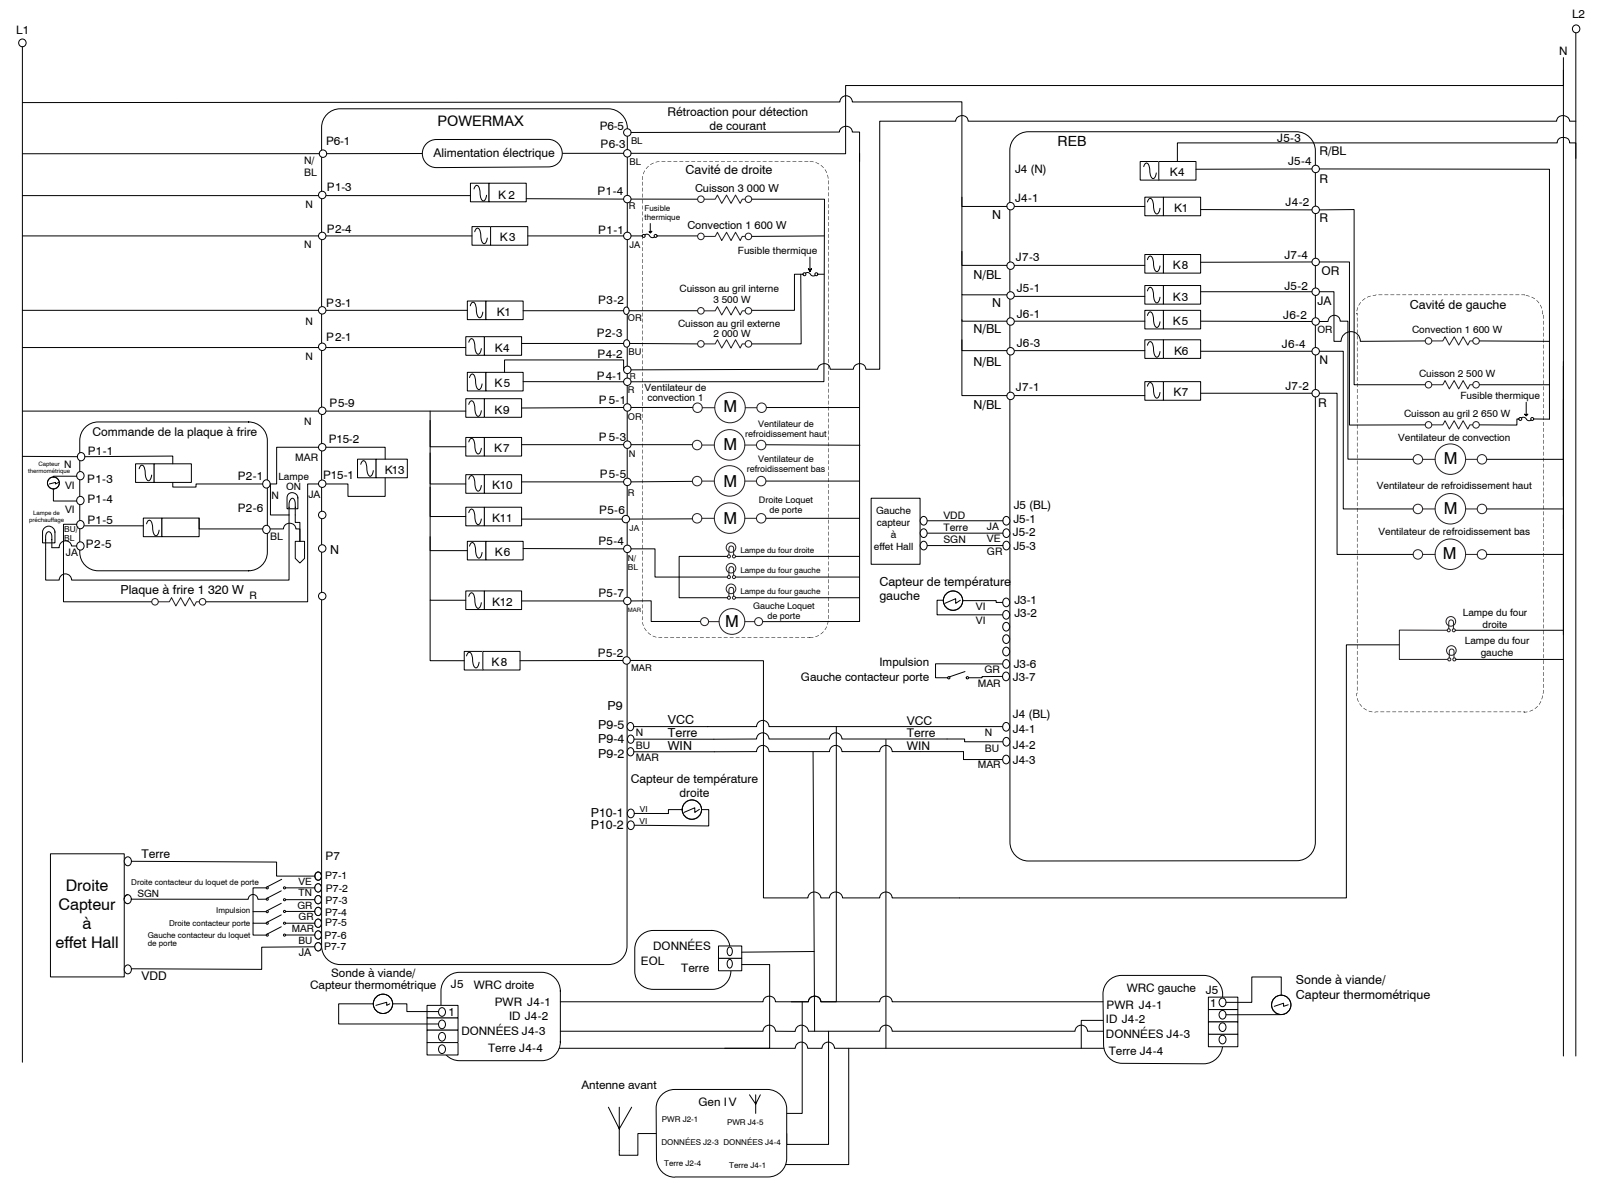 L1
L2
N
POWERMAX
P6-1
N/
BL
Alimentation électrique
P6-5
BL
P6-3
BL
Rétroaction pour détection
de courant
P1-3
N
K2
P1-4
R
Cavité de droite
Cuisson 3 000 W
P2-4
N
K3
P1-1
JA
Fusible
thermique
Convection 1 600 W
Fusible thermique
P3-1
N
K1
P3-2
OR
Cuisson au gril interne
3 500 W
P2-1
N
K4
P2-3
BU
Cuisson au gril externe
2 000 W
P4-2
R
K5
P4-1
R
P5-9
N
K9
P5-1
OR
Ventilateur de
convection 1
M
K7
P5-3
N
Ventilateur de
refroidissement haut
M
K10
P5-5
R
Ventilateur de
refroidissement bas
M
K11
P5-6
JA
Droite Loquet
de porte
M
K6
P5-4
N/
BL
Lampe du four droite
Lampe du four gauche
Lampe du four gauche
K12
P5-7
MAR
Gauche Loquet
de porte
M
K8
P5-2
MAR
Commande de la plaque à frire
P1-1
N
Capteur
thermométrique
P1-3
VI
P1-4
VI
Lampe de
préchauffage
P1-5
BU/
BL
P2-5
JA
P2-1
N
Lampe
ON
P2-6
BL
P15-2
MAR
P15-1
JA
K13
N
Plaque à frire 1 320 W
R
P9
P9-5
N
VCC
P9-4
BU
Terre
P9-2
MAR
WIN
VCC
Terre
WIN
Capteur de température
droite
P10-1
VI
P10-2
VI
P7
P7-1
P7-2
P7-3
P7-4
P7-5
P7-6
P7-7
VE
TN
GR
GR
MAR
BU
JA
Droite
Capteur
à
effet Hall
Terre
SGN
VDD
Droite contacteur du loquet de porte
Impulsion
Droite contacteur porte
Gauche contacteur du loquet
de porte
REB
J4 (N)
J5-3
R/BL
K4
J5-4
R
J4-1
N
K1
J4-2
R
J7-3
N/BL
K8
J7-4
OR
J5-1
N
K3
J5-2
JA
J6-1
N/BL
K5
J6-2
OR
J6-3
N/BL
K6
J6-4
N
J7-1
N/BL
K7
J7-2
R
Cavité de gauche
Convection 1 600 W
Cuisson 2 500 W
Fusible thermique
Cuisson au gril 2 650 W
Ventilateur de convection
M
Ventilateur de refroidissement haut
M
Ventilateur de refroidissement bas
M
Lampe du four
droite
Lampe du four
gauche
Gauche
capteur
à
effet Hall
VDD
Terre
SGN
J5 (BL)
J5-1
JA
J5-2
VE
J5-3
GR
Capteur de température
gauche
J3-1
VI
J3-2
VI
Impulsion
Gauche contacteur porte
J3-6
GR
J3-7
MAR
J4 (BL)
J4-1
N
J4-2
BU
J4-3
MAR
DONNÉES
EOL
Terre
Sonde à viande/
Capteur thermométrique
J5
1
WRC droite
PWR J4-1
ID J4-2
DONNÉES J4-3
Terre J4-4
WRC gauche
J5
1
PWR J4-1
ID J4-2
DONNÉES J4-3
Terre J4-4
Sonde à viande/
Capteur thermométrique
Antenne avant
Gen IV
PWR J2-1
PWR J4-5
DONNÉES J2-3
DONNÉES J4-4
Terre J2-4
Terre J4-1